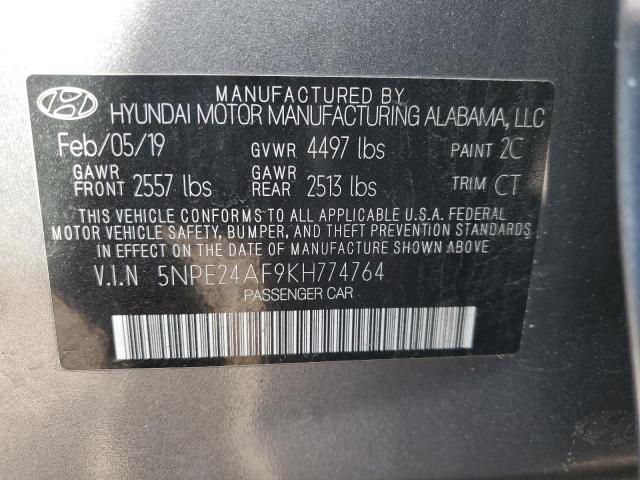 MANUFACTURED BY
HYUNDAI MOTOR MANUFACTURING ALABAMA, LLC
Feb/05/19 GVWR 4497 lbs PAINT 2C
GAWR FRONT 2557 lbs GAWR REAR 2513 lbs TRIM CT
THIS VEHICLE CONFORMS TO ALL APPLICABLE U.S.A. FEDERAL
MOTOR VEHICLE SAFETY, BUMPER, AND THEFT PREVENTION STANDARDS
IN EFFECT ON THE DATE OF MANUFACTURE SHOWN ABOVE
V.I.N 5NPE24AF9KH774764
PASSENGER CAR